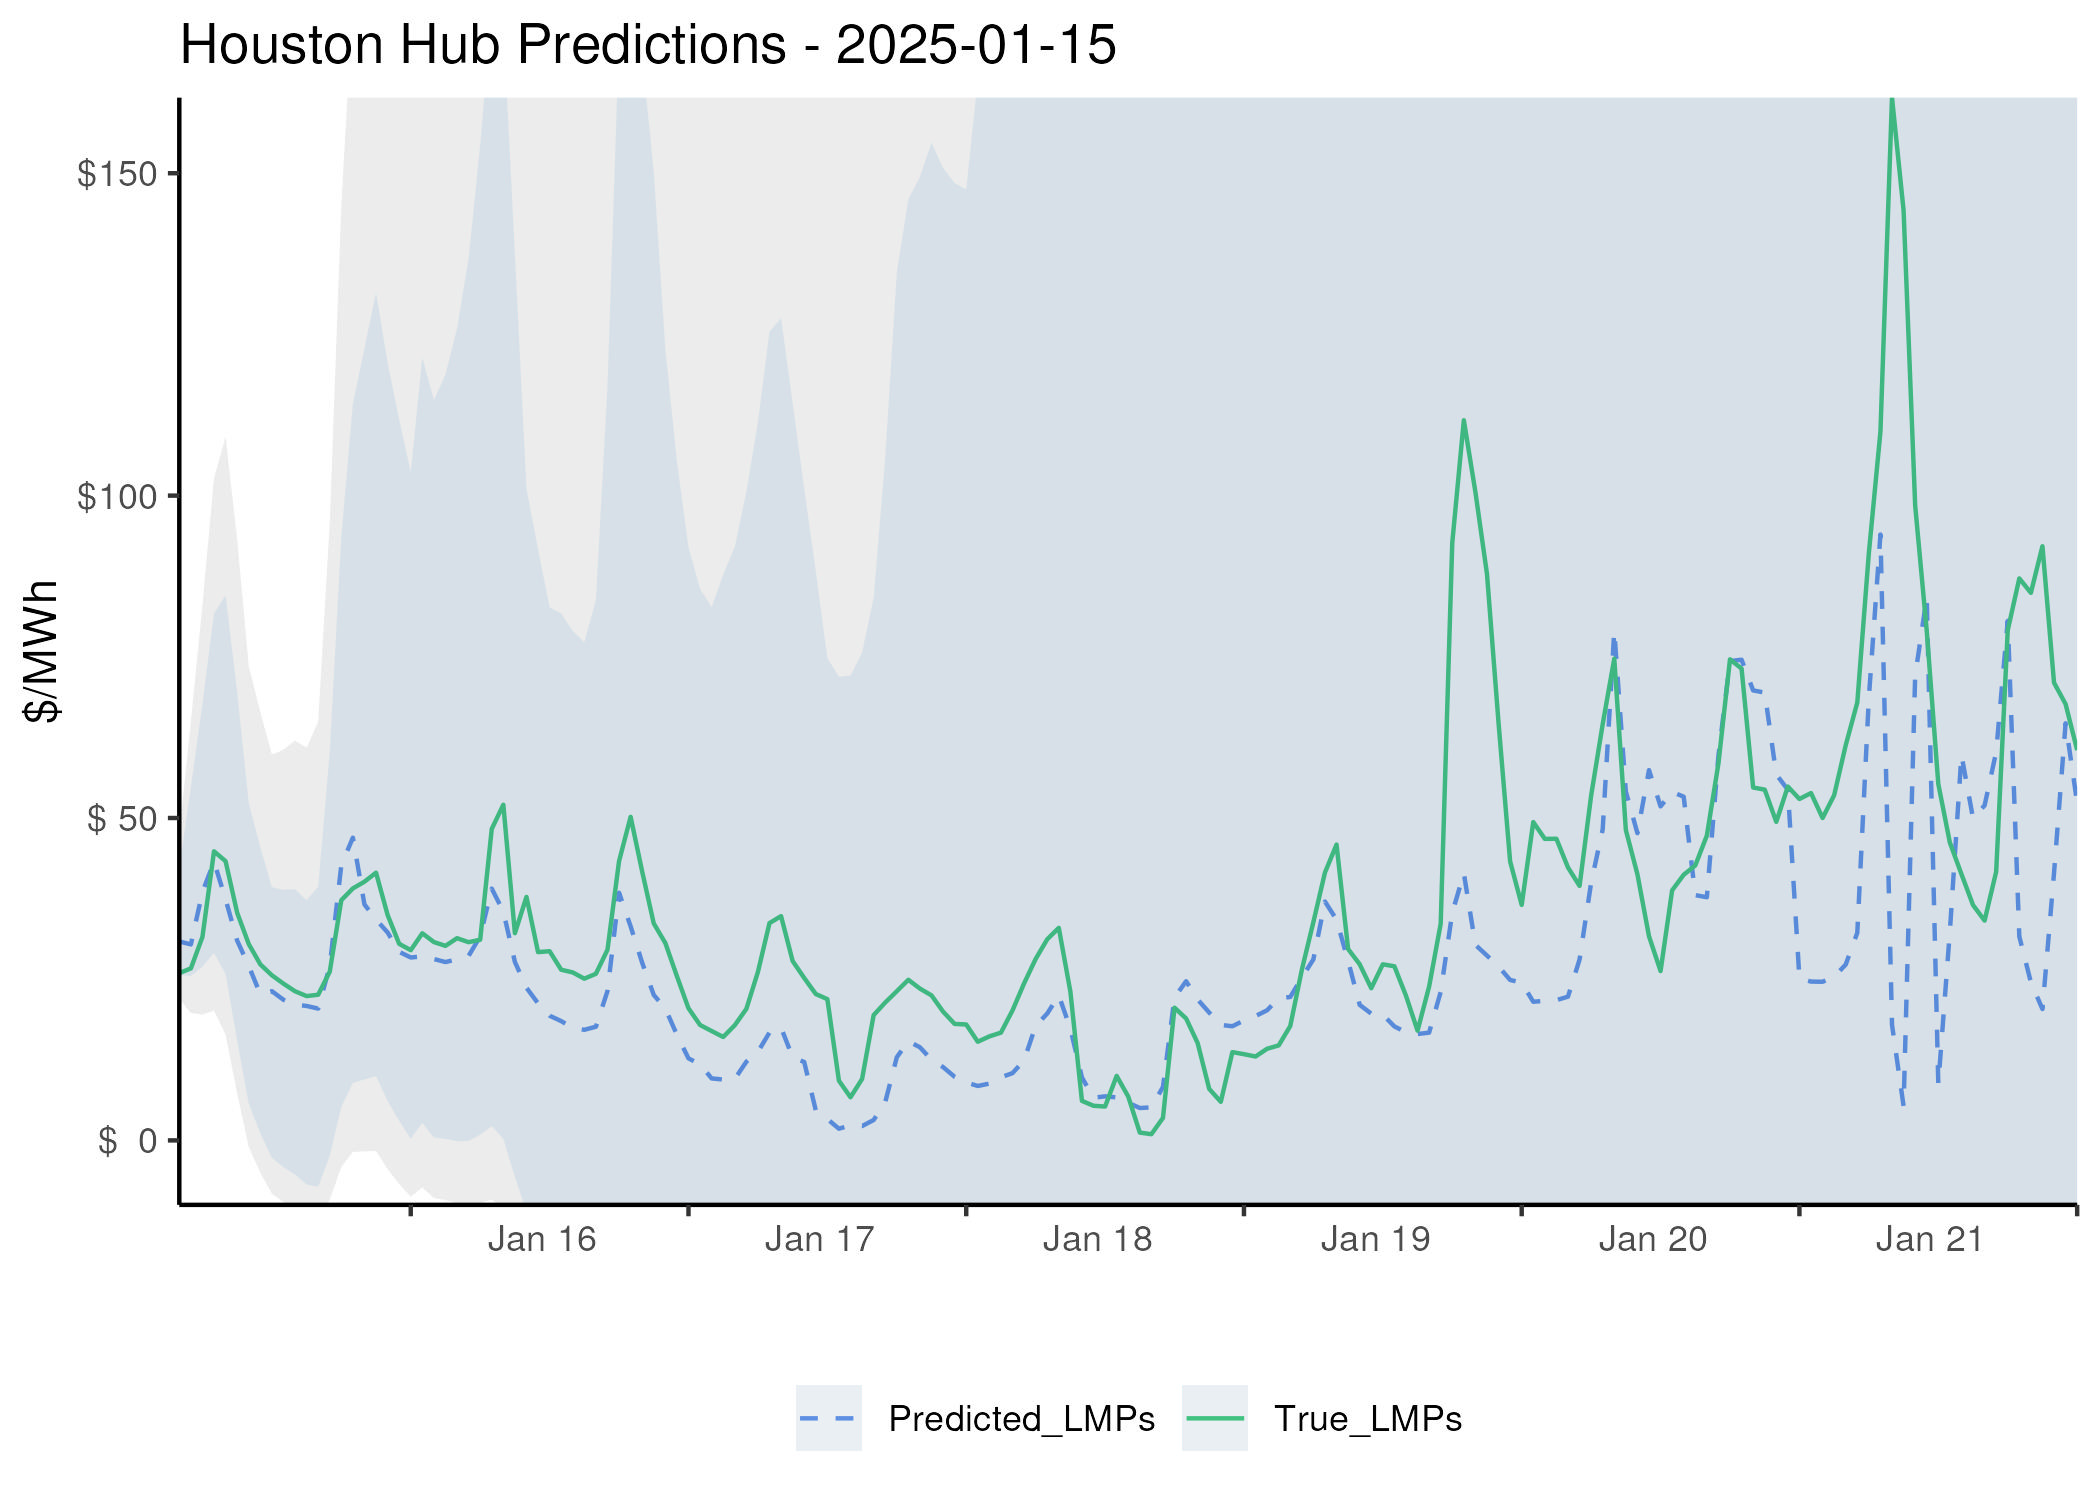 Houston Hub Predictions - 2025-01-15
$/MWh
$150
$100
$ 50
$ 0
Jan 16 Jan 17 Jan 18 Jan 19 Jan 20 Jan 21
Predicted_LMPs True_LMPs